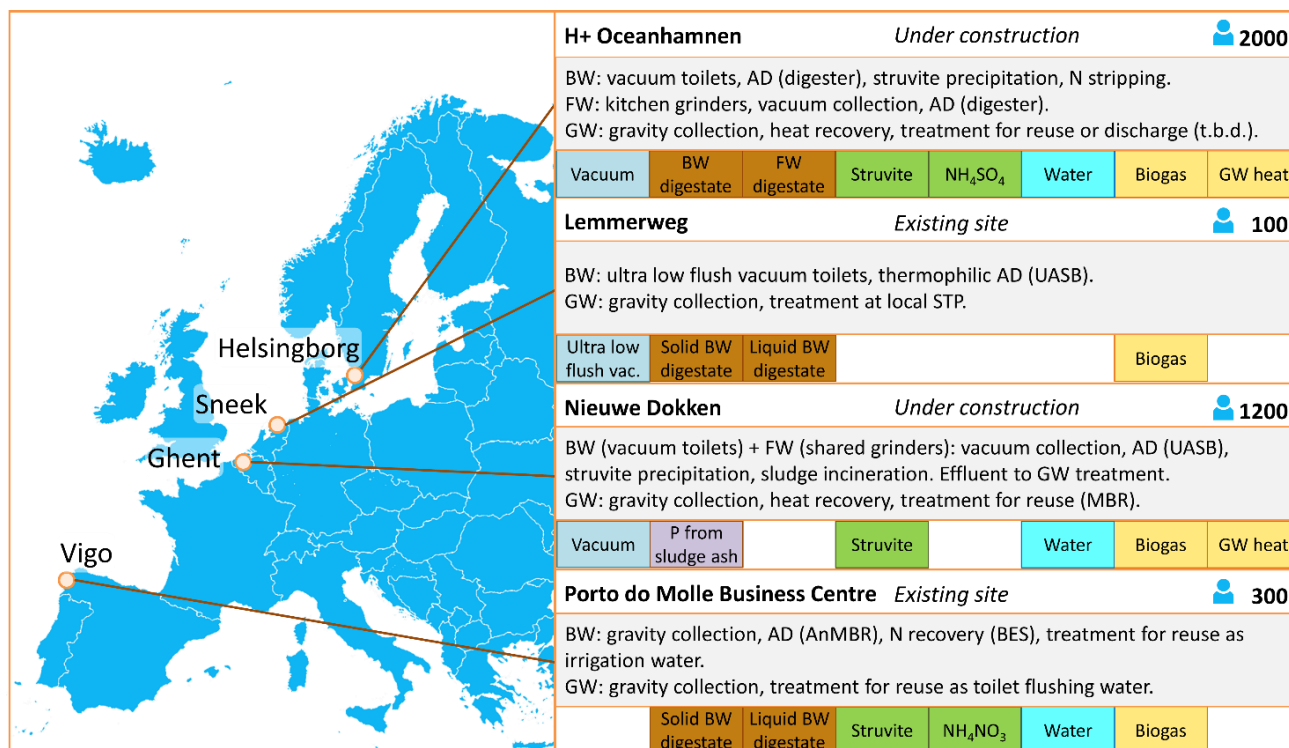 H+ Oceanhamnen Under construction 2000
BW: vacuum toilets, AD (digester), struvite precipitation, N stripping.
FW: kitchen grinders, vacuum collection, AD (digester).
GW: gravity collection, heat recovery, treatment for reuse or discharge (t.b.d.).
Vacuum
BW
digestate
FW
digestate
Struvite
NH₄SO₄
Water
Biogas
GW heat
Lemmerweg Existing site 100
BW: ultra low flush vacuum toilets, thermophilic AD (UASB).
GW: gravity collection, treatment at local STP.
Ultra low
flush vac.
Solid BW
digestate
Liquid BW
digestate
Biogas
Nieuwe Dokken Under construction 1200
BW (vacuum toilets) + FW (shared grinders): vacuum collection, AD (UASB),
struvite precipitation, sludge incineration. Effluent to GW treatment.
GW: gravity collection, heat recovery, treatment for reuse (MBR).
Vacuum
P from
sludge ash
Struvite
Water
Biogas
GW heat
Porto do Molle Business Centre Existing site 300
BW: gravity collection, AD (AnMBR), N recovery (BES), treatment for reuse as
irrigation water.
GW: gravity collection, treatment for reuse as toilet flushing water.
Solid BW
digestate
Liquid BW
digestate
Struvite
NH₄NO₃
Water
Biogas
Helsingborg
Sneek
Ghent
Vigo